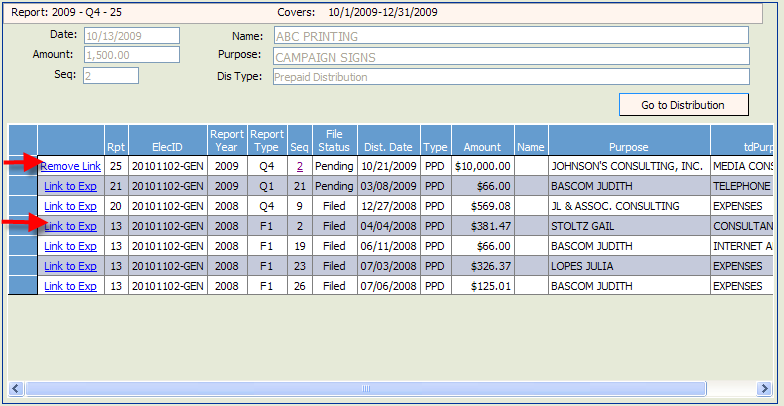 Report: 2009 - Q4 - 25 Covers: 10/1/2009-12/31/2009
Date: 10/13/2009 Name: ABC PRINTING
Amount: 1,500.00 Purpose: CAMPAIGN SIGNS
Seq: 2 Dis Type: Prepaid Distribution
Go to Distribution
Rpt ElecID Report Year Report Type Seq File Status Dist. Date Type Amount Name Purpose tdPurp
Remove Link 25 20101102-GEN 2009 Q4 2 Pending 10/21/2009 PPD $10,000.00 JOHNSON'S CONSULTING, INC. MEDIA CONS
Link to Exp 21 20101102-GEN 2009 Q1 21 Pending 03/08/2009 PPD $66.00 BASCOM JUDITH TELEPHONE
Link to Exp 20 20101102-GEN 2008 Q4 9 Filed 12/27/2008 PPD $569.08 JL & ASSOC. CONSULTING EXPENSES
Link to Exp 13 20101102-GEN 2008 F1 2 Filed 04/04/2008 PPD $381.47 STOLTZ GAIL CONSULTAN
Link to Exp 13 20101102-GEN 2008 F1 19 Filed 06/11/2008 PPD $66.00 BASCOM JUDITH INTERNET A
Link to Exp 13 20101102-GEN 2008 F1 23 Filed 07/03/2008 PPD $326.37 LOPES JULIA EXPENSES
Link to Exp 13 20101102-GEN 2008 F1 26 Filed 07/06/2008 PPD $125.01 BASCOM JUDITH EXPENSES